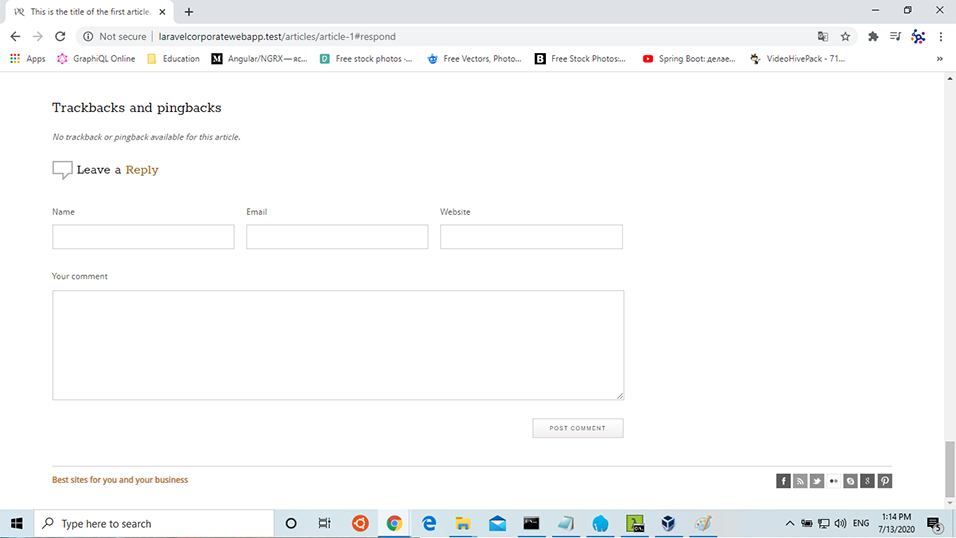 This is the title of the first article.
Not secure | laravelcorporatewebapp.test/articles/article-1#respond
Apps GraphiQL Online Education Angular/NGRX — яс... Free stock photos -... Free Vectors, Photo... Free Stock Photos:... Spring Boot: делае... VideoHivePack - 71... »
Trackbacks and pingbacks
No trackback or pingback available for this article.
Leave a Reply
Name Email Website
Your comment
POST COMMENT
Best sites for you and your business
Type here to search
ENG
1:14 PM
7/13/2020
5